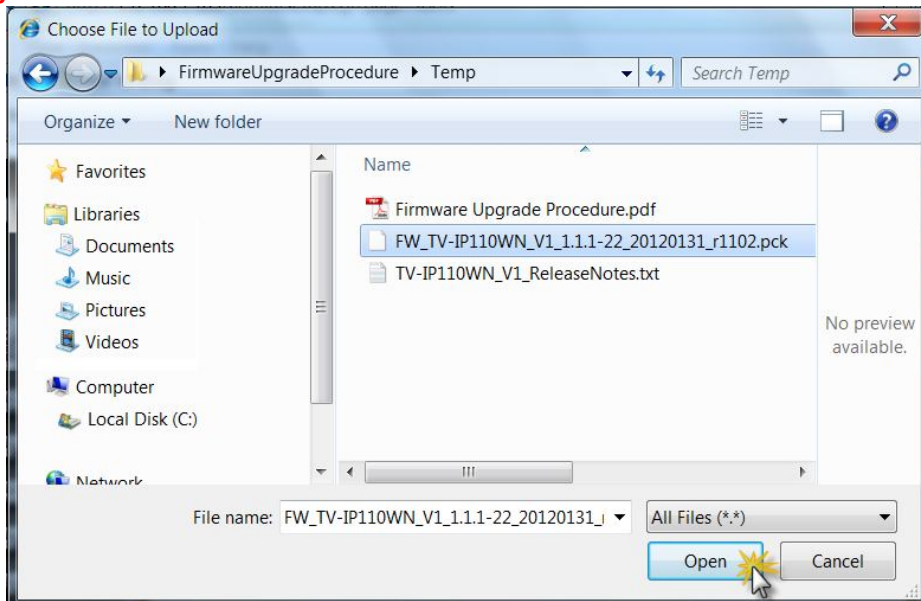 Choose File to Upload
FirmwareUpgradeProcedure Temp
Search Temp
Organize
New folder
Favorites
Libraries
Documents
Music
Pictures
Videos
Computer
Local Disk (C:)
Network
Name
Firmware Upgrade Procedure.pdf
FW_TV-IP110WN_V1_1.1.1-22_20120131_r1102.pck
TV-IP110WN_V1_ReleaseNotes.txt
No preview
available.
File name: FW_TV-IP110WN_V1_1.1.1-22_20120131_
All Files (*.*)
Open
Cancel